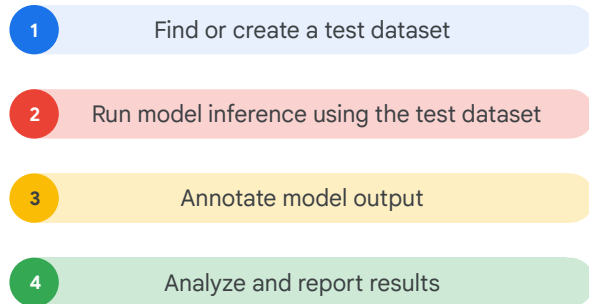 1 Find or create a test dataset
2 Run model inference using the test dataset
3 Annotate model output
4 Analyze and report results